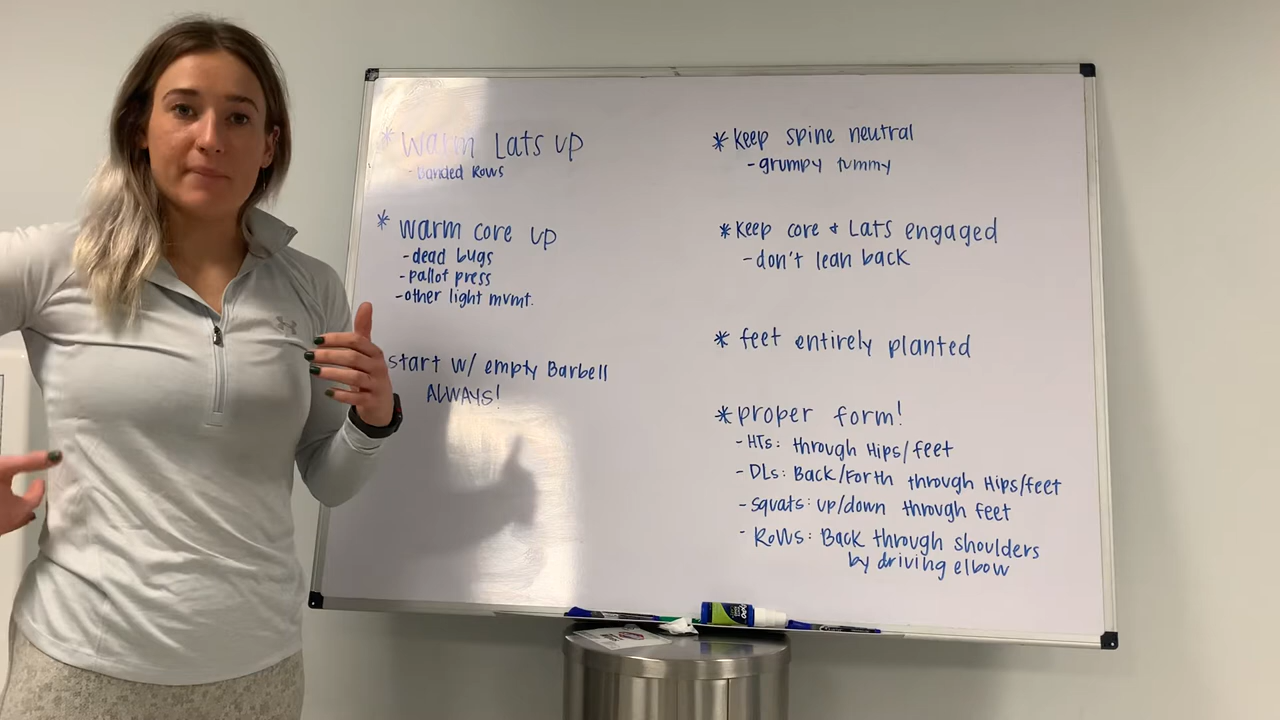 * warm Lats up
- Banded Rows
* warm core up
- dead bugs
- pallof press
- other light mvmt.
start w/ empty Barbell
ALWAYS!
* Keep spine neutral
- grumpy tummy
* Keep core & Lats engaged
- don't lean back
* feet entirely planted
* proper form!
- HTs: through Hips/feet
- DLs: Back/Forth through Hips/feet
- Squats: up/down through feet
- Rows: Back through shoulders
by driving elbow
EXPO